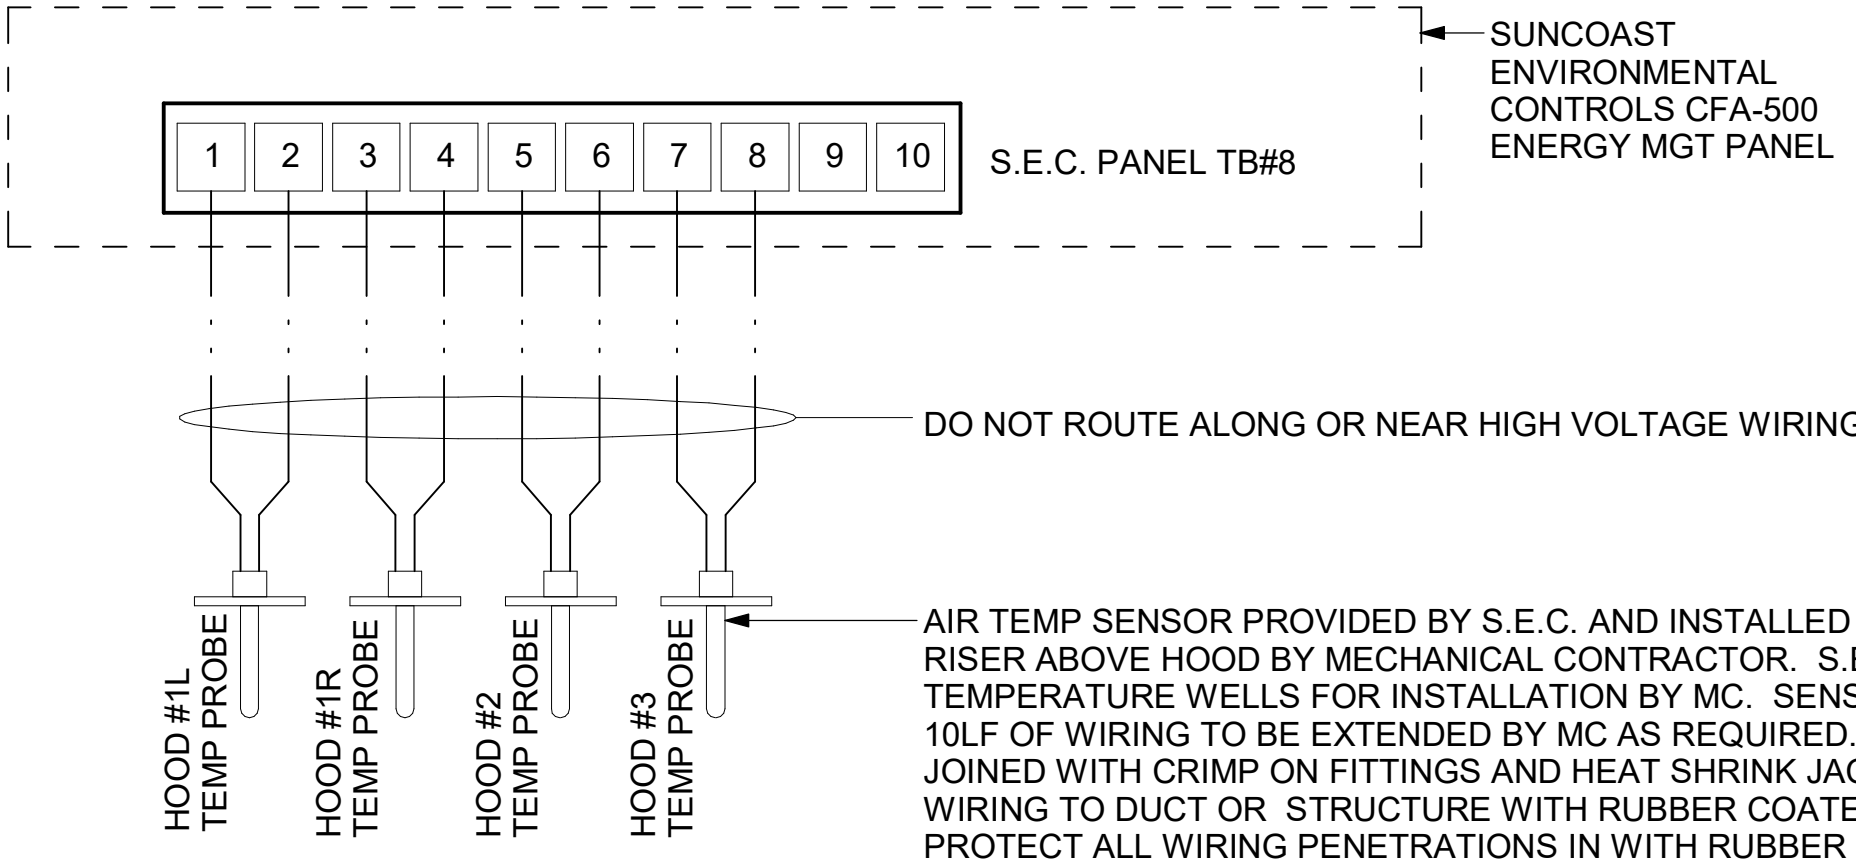 SUNCOAST
ENVIRONMENTAL
CONTROLS CFA-500
ENERGY MGT PANEL
1 2 3 4 5 6 7 8 9 10
S.E.C. PANEL TB#8
DO NOT ROUTE ALONG OR NEAR HIGH VOLTAGE WIRING
AIR TEMP SENSOR PROVIDED BY S.E.C. AND INSTALLED
RISER ABOVE HOOD BY MECHANICAL CONTRACTOR. S.E
TEMPERATURE WELLS FOR INSTALLATION BY MC. SENS
10LF OF WIRING TO BE EXTENDED BY MC AS REQUIRED.
JOINED WITH CRIMP ON FITTINGS AND HEAT SHRINK JAC
WIRING TO DUCT OR STRUCTURE WITH RUBBER COATE
PROTECT ALL WIRING PENETRATIONS IN WITH RUBBER
HOOD #1L
TEMP PROBE
HOOD #1R
TEMP PROBE
HOOD #2
TEMP PROBE
HOOD #3
TEMP PROBE